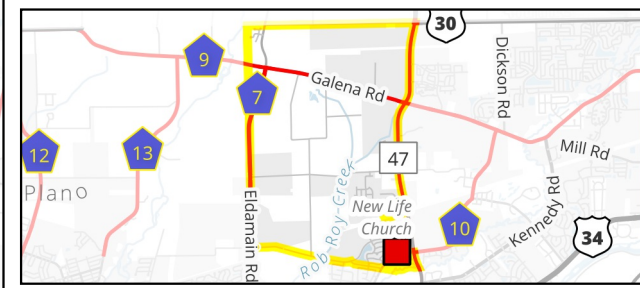 30
9
Galena Rd
Dickson Rd
7
12
13
47
Mill Rd
Plano
Eldamain Rd
Rob Roy Creek
New Life
Church
10
Kennedy Rd
34